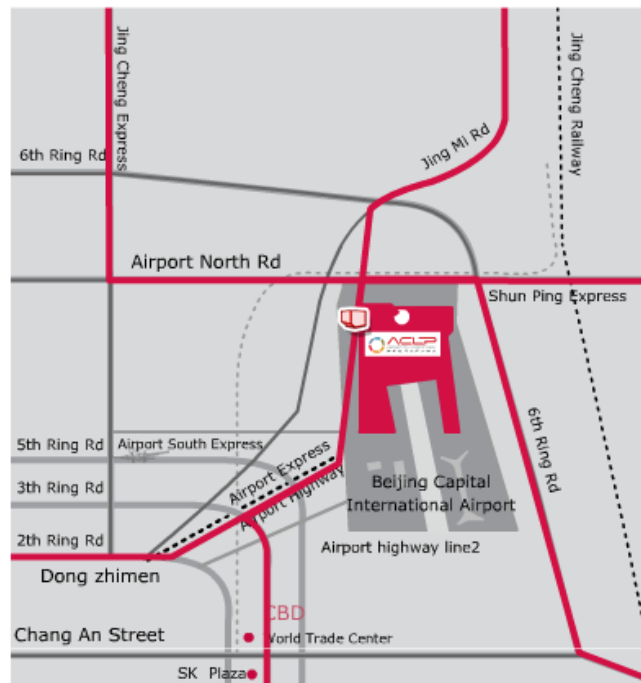 Jing Cheng Express
Jing Cheng Railway
Jing Mi Rd
6th Ring Rd
Airport North Rd
Shun Ping Express
ACLP
5th Ring Rd
Airport South Express
Airport Express
Airport Highway
6th Ring Rd
3th Ring Rd
Beijing Capital
International Airport
2th Ring Rd
Airport highway line2
Dong zhimen
CBD
Chang An Street
World Trade Center
SK Plaza